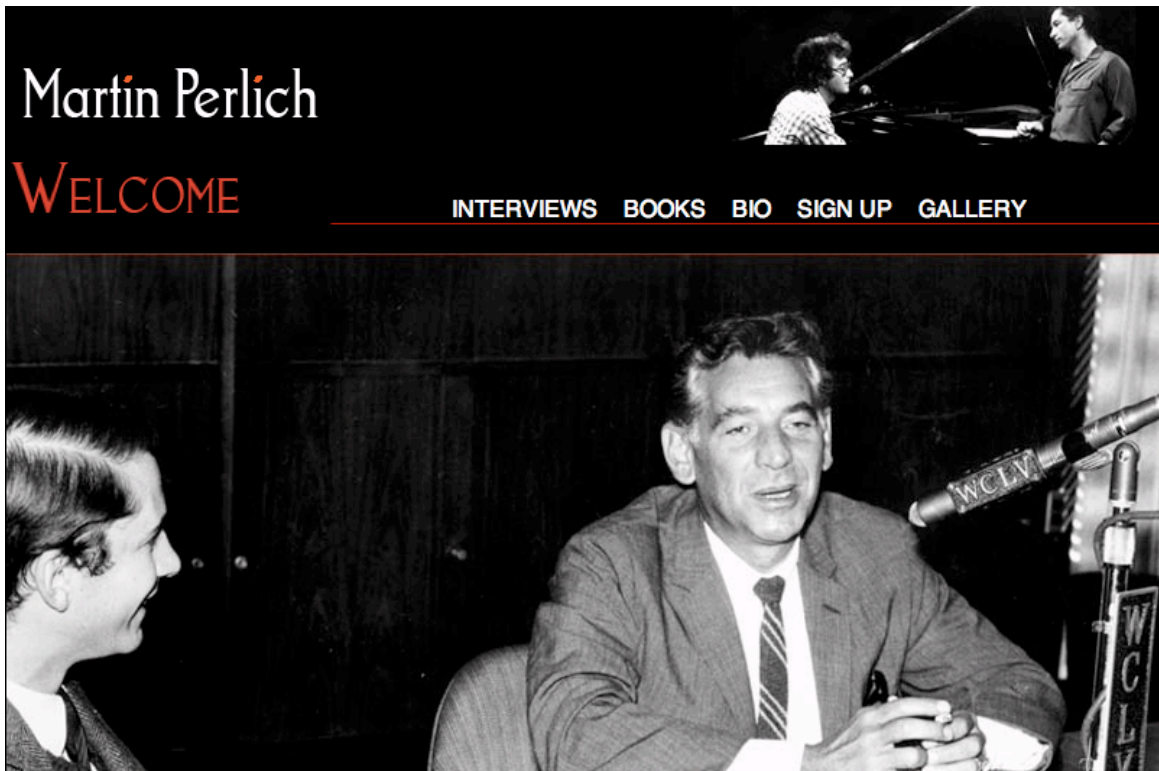 Martin Perlich
WELCOME
INTERVIEWS BOOKS BIO SIGN UP GALLERY
WCLV
WCLV